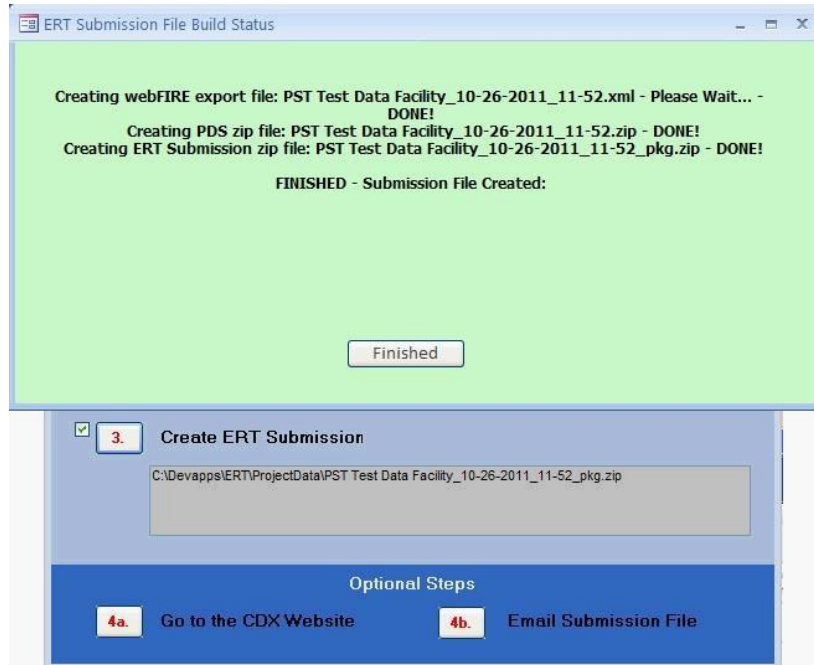 ERT Submission File Build Status
Creating webFIRE export file: PST Test Data Facility_10-26-2011_11-52.xml - Please Wait... -
DONE!
Creating PDS zip file: PST Test Data Facility_10-26-2011_11-52.zip - DONE!
Creating ERT Submission zip file: PST Test Data Facility_10-26-2011_11-52_pkg.zip - DONE!
FINISHED - Submission File Created:
Finished
3. Create ERT Submission
C:\Devapps\ERT\ProjectData\PST Test Data Facility_10-26-2011_11-52_pkg.zip
Optional Steps
4a. Go to the CDX Website 4b. Email Submission File